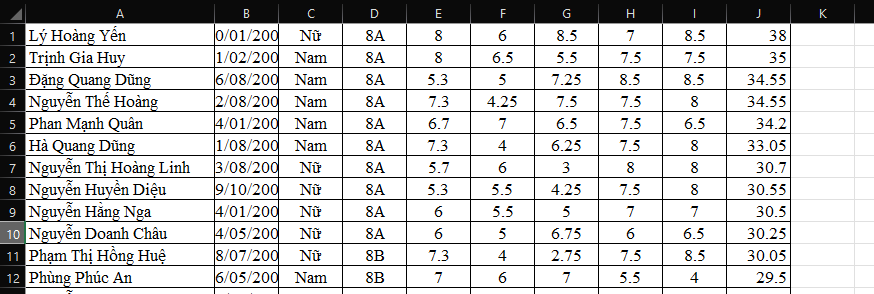 A B C D E F G H I J K
1 Lý Hoàng Yến 0/01/200 Nữ 8A 8 6 8.5 7 8.5 38
2 Trịnh Gia Huy 1/02/200 Nam 8A 8 6.5 5.5 7.5 7.5 35
3 Đặng Quang Dũng 6/08/200 Nam 8A 5.3 5 7.25 8.5 8.5 34.55
4 Nguyễn Thế Hoàng 2/08/200 Nam 8A 7.3 4.25 7.5 7.5 8 34.55
5 Phan Mạnh Quân 4/01/200 Nam 8A 6.7 7 6.5 7.5 6.5 34.2
6 Hà Quang Dũng 1/08/200 Nam 8A 7.3 4 6.25 7.5 8 33.05
7 Nguyễn Thị Hoàng Linh 3/08/200 Nữ 8A 5.7 6 3 8 8 30.7
8 Nguyễn Huyền Diệu 9/10/200 Nữ 8A 5.3 5.5 4.25 7.5 8 30.55
9 Nguyễn Hằng Nga 4/01/200 Nữ 8A 6 5.5 5 7 7 30.5
10 Nguyễn Doanh Châu 4/05/200 Nữ 8A 6 5 6.75 6 6.5 30.25
11 Phạm Thị Hồng Huệ 8/07/200 Nữ 8B 7.3 4 2.75 7.5 8.5 30.05
12 Phùng Phúc An 6/05/200 Nam 8B 7 6 7 5.5 4 29.5